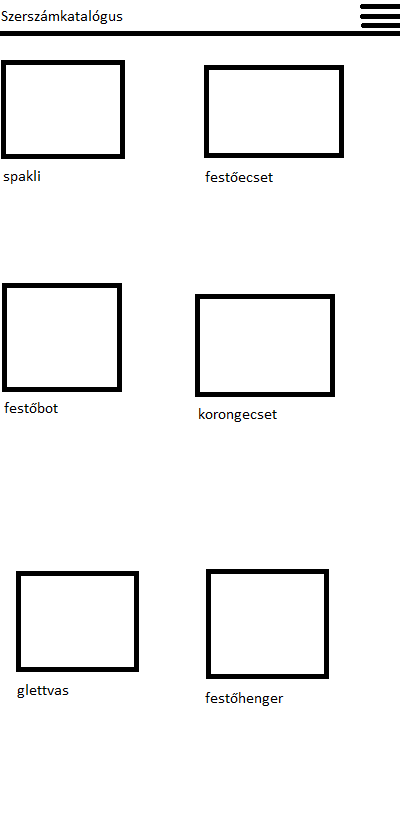 Szerszámkatalógus
spakli
festőecset
festőbot
korongecset
glettvas
festőhenger